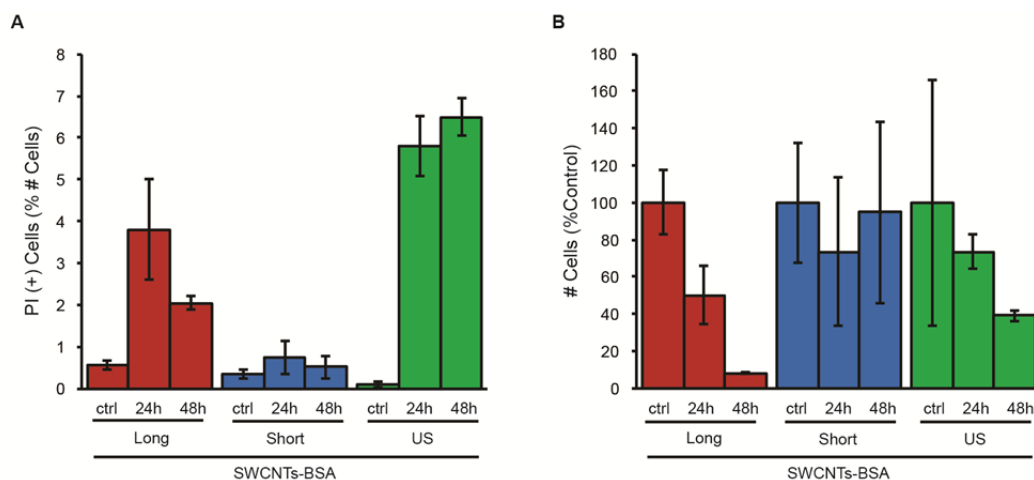 A
PI (+) Cells (% # Cells)
8
7
6
5
4
3
2
1
0
ctrl 24h 48h ctrl 24h 48h ctrl 24h 48h
Long Short US
SWCNTs-BSA
B
# Cells (%Control)
180
160
140
120
100
80
60
40
20
0
ctrl 24h 48h ctrl 24h 48h ctrl 24h 48h
Long Short US
SWCNTs-BSA